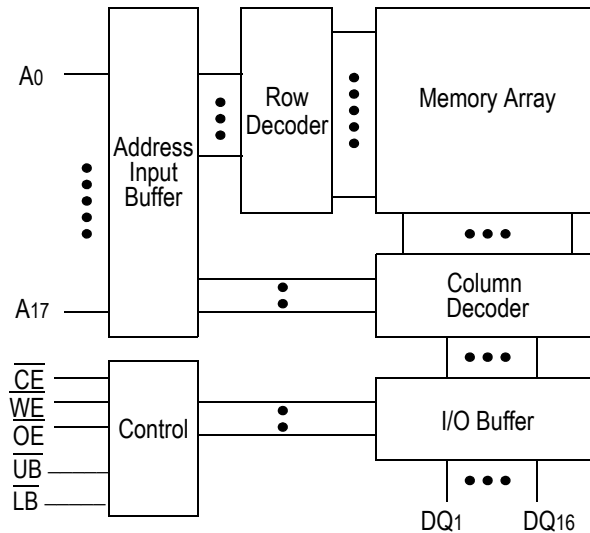 A0
A17
Address
Input
Buffer
Row
Decoder
Memory Array
Column
Decoder
CE
WE
OE
UB
LB
Control
I/O Buffer
DQ1
DQ16